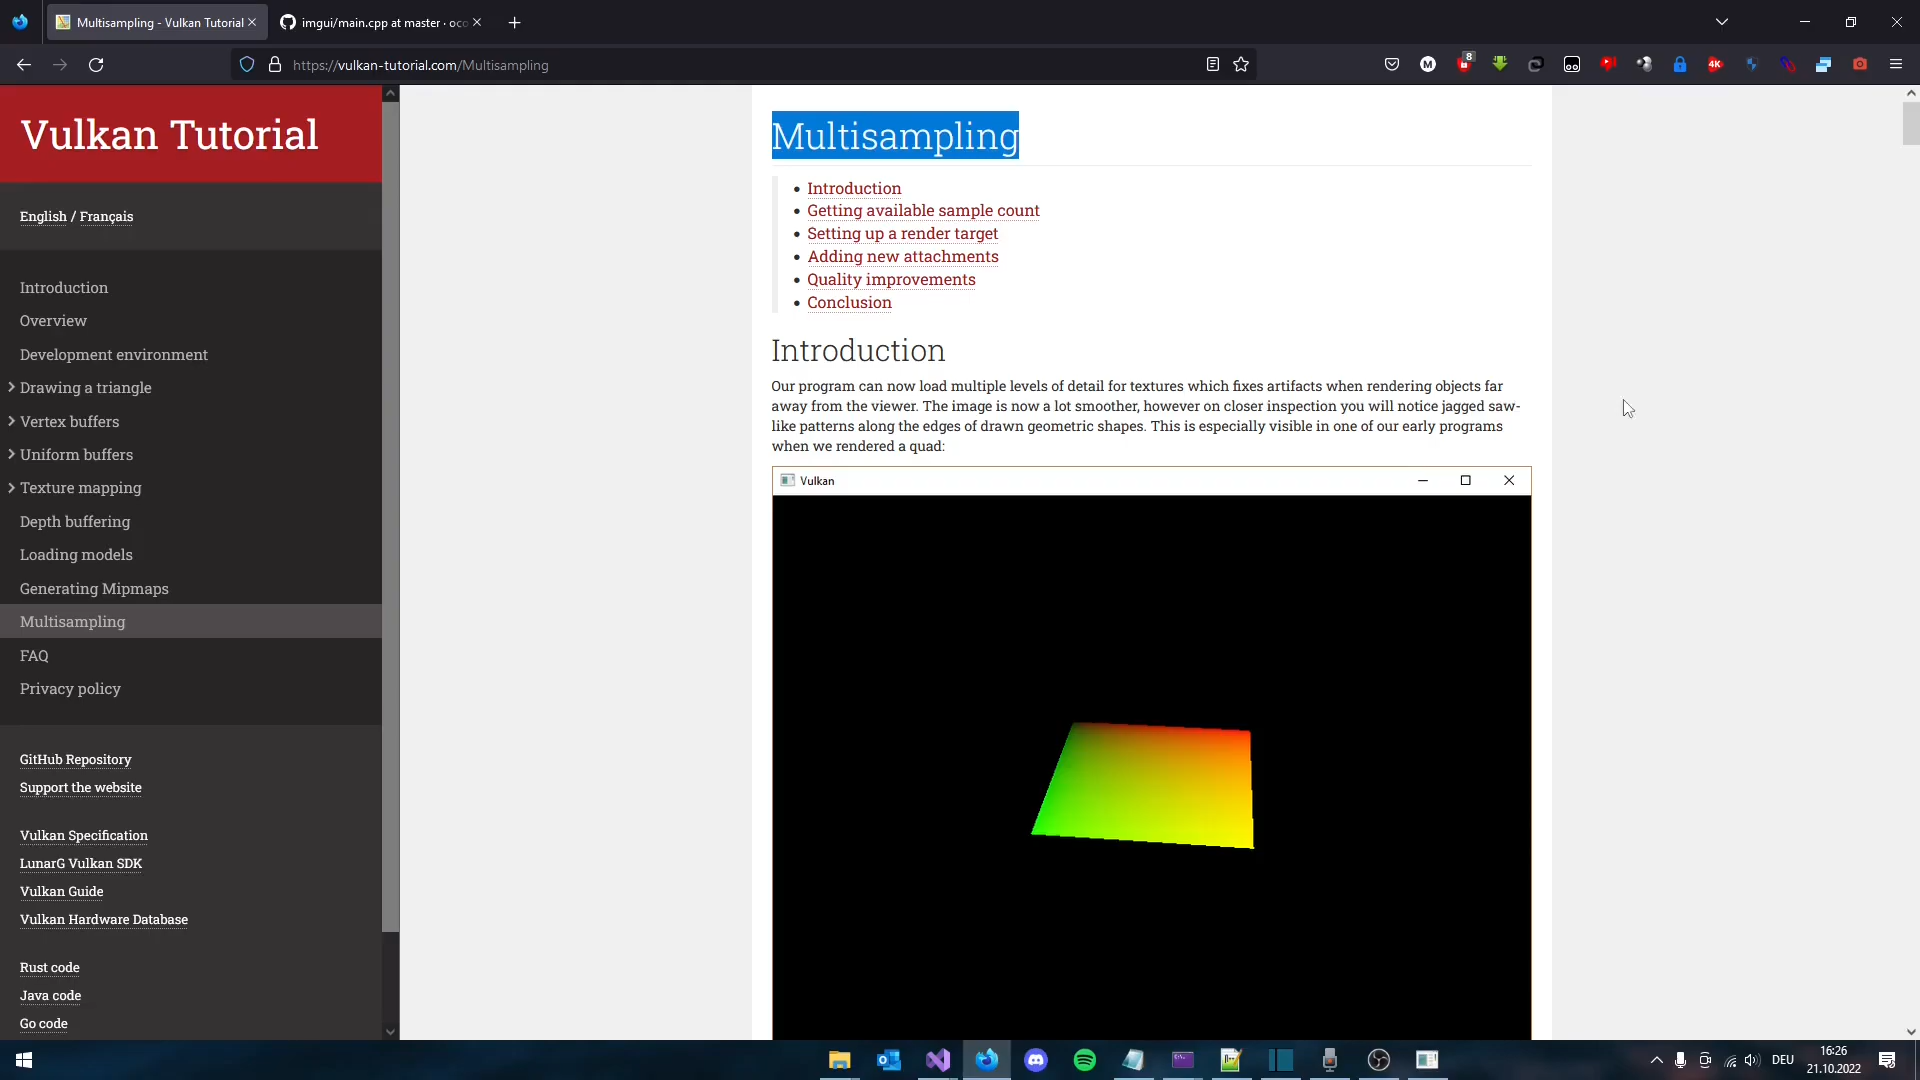 Multisampling - Vulkan Tutorial
imgui/main.cpp at master · oco
https://vulkan-tutorial.com/Multisampling
8
M
4K
Vulkan Tutorial
English / Français
Introduction
Overview
Development environment
Drawing a triangle
Vertex buffers
Uniform buffers
Texture mapping
Depth buffering
Loading models
Generating Mipmaps
Multisampling
FAQ
Privacy policy
GitHub Repository
Support the website
Vulkan Specification
LunarG Vulkan SDK
Vulkan Guide
Vulkan Hardware Database
Rust code
Java code
Go code
Multisampling
Introduction
Getting available sample count
Setting up a render target
Adding new attachments
Quality improvements
Conclusion
Introduction
Our program can now load multiple levels of detail for textures which fixes artifacts when rendering objects far
away from the viewer. The image is now a lot smoother, however on closer inspection you will notice jagged saw-
like patterns along the edges of drawn geometric shapes. This is especially visible in one of our early programs
when we rendered a quad:
Vulkan
DEU
16:26
21.10.2022